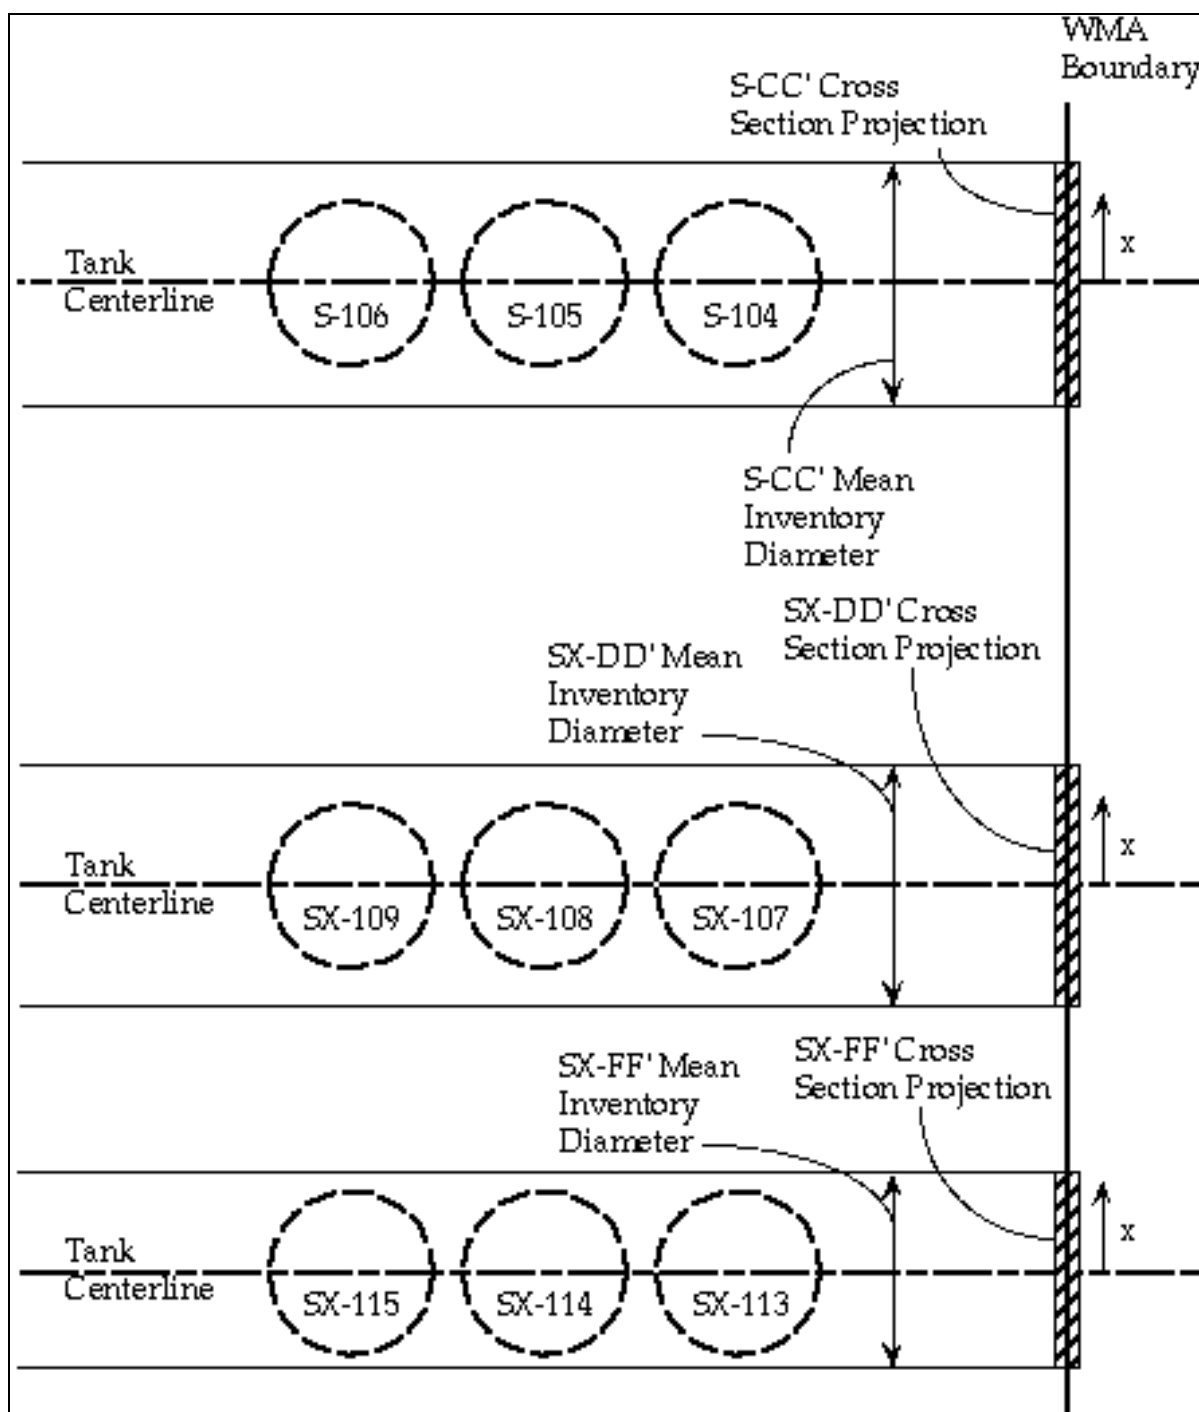 WMA
Boundary
S-CC' Cross
Section Projection
x
Tank
Centerline
S-106
S-105
S-104
S-CC' Mean
Inventory
Diameter
SX-DD' Cross
Section Projection
SX-DD' Mean
Inventory
Diameter
x
Tank
Centerline
SX-109
SX-108
SX-107
SX-FF' Cross
Section Projection
SX-FF' Mean
Inventory
Diameter
x
Tank
Centerline
SX-115
SX-114
SX-113